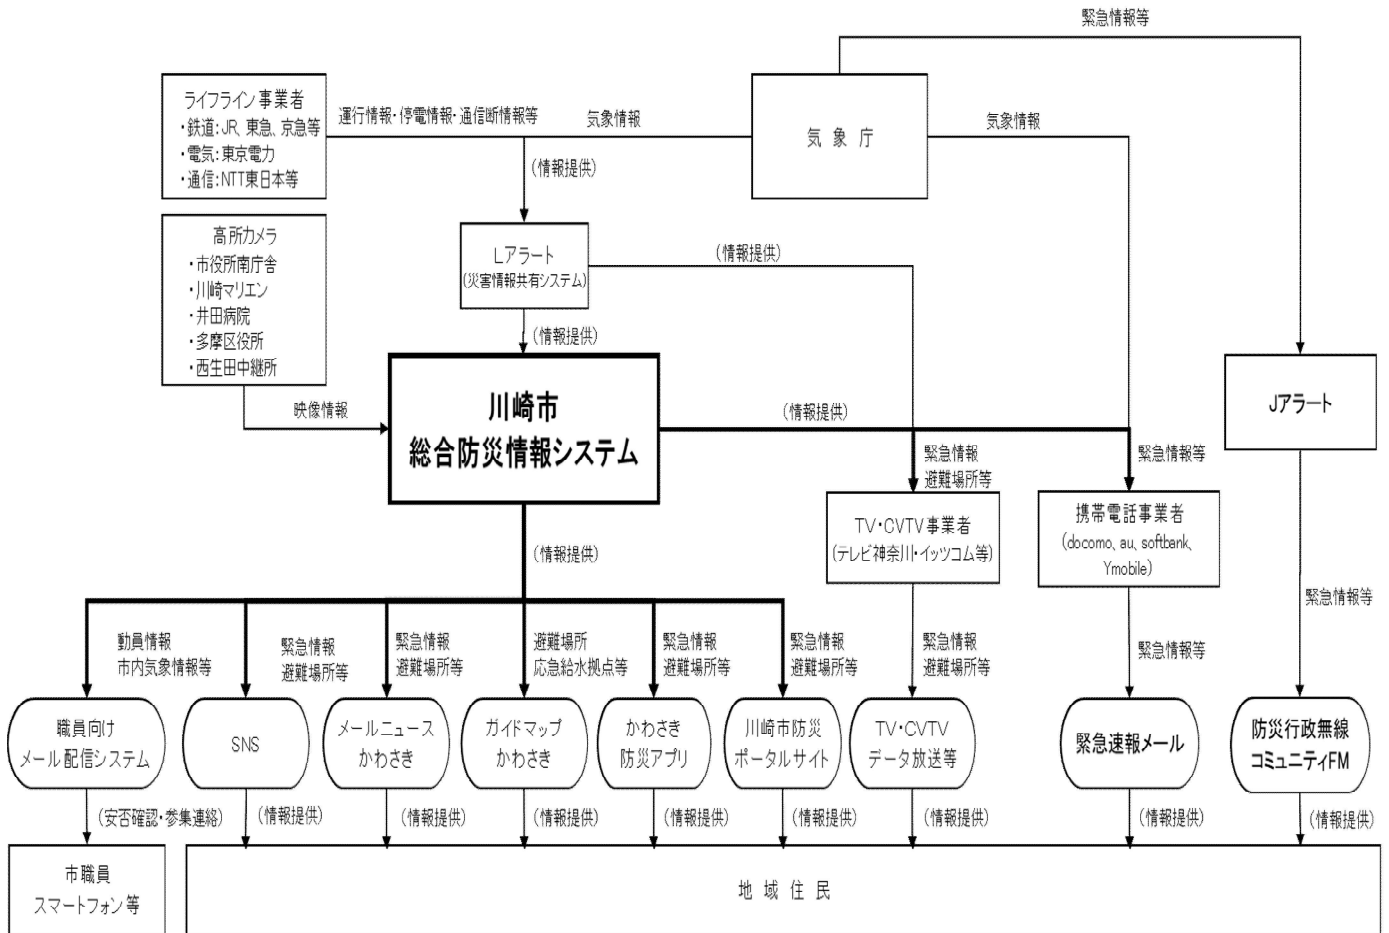 緊急情報等
ライフライン事業者
・鉄道:JR、東急、京急等
・電気:東京電力
・通信:NTT東日本等
運行情報・停電情報・通信断情報等
気象情報
気象庁
気象情報
(情報提供)
高所カメラ
・市役所南庁舎
・川崎マリエン
・井田病院
・多摩区役所
・西生田中継所
Lアラート
(災害情報共有システム)
(情報提供)
(情報提供)
映像情報
川崎市
総合防災情報システム
(情報提供)
Jアラート
緊急情報
避難場所等
緊急情報等
TV・CVTV事業者
(テレビ神奈川・イッツコム等)
携帯電話事業者
(docomo、au、softbank、
Ymobile)
(情報提供)
緊急情報等
動員情報
市内気象情報等
緊急情報
避難場所等
緊急情報
避難場所等
避難場所
応急給水拠点等
緊急情報
避難場所等
緊急情報
避難場所等
緊急情報
避難場所等
緊急情報等
職員向け
メール配信システム
SNS
メールニュース
かわさき
ガイドマップ
かわさき
かわさき
防災アプリ
川崎市防災
ポータルサイト
TV・CVTV
データ放送等
緊急速報メール
防災行政無線
コミュニティFM
(安否確認・参集連絡)
(情報提供)
(情報提供)
(情報提供)
(情報提供)
(情報提供)
(情報提供)
(情報提供)
(情報提供)
市職員
スマートフォン等
地域住民